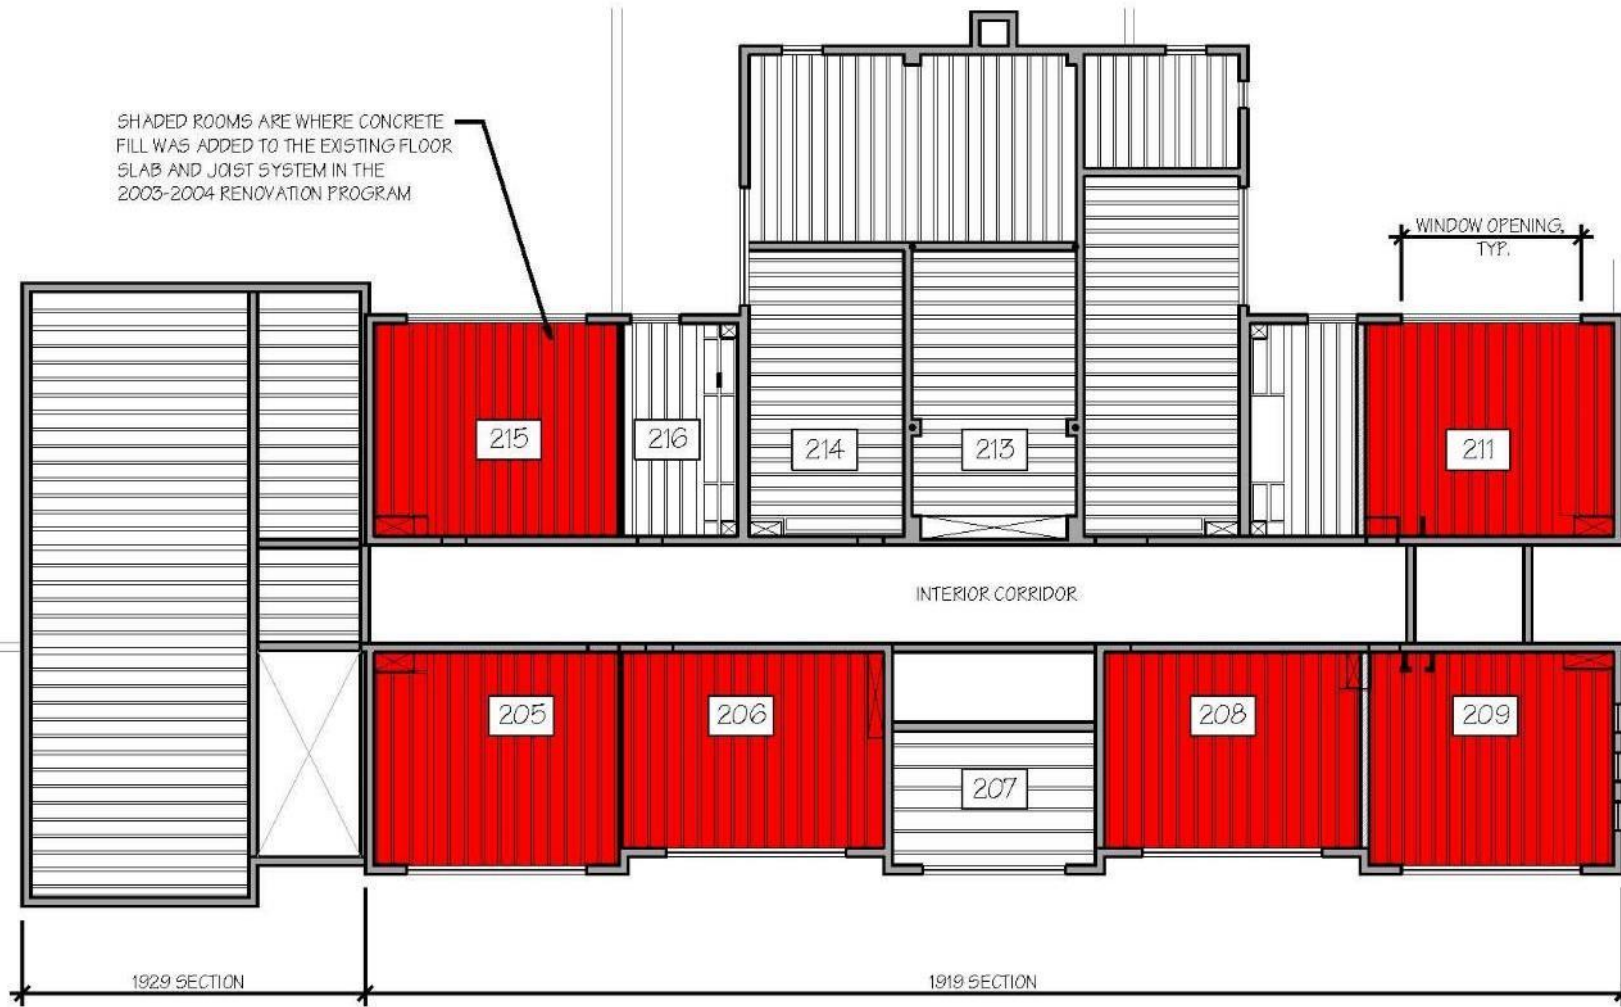 SHADED ROOMS ARE WHERE CONCRETE
FILL WAS ADDED TO THE EXISTING FLOOR
SLAB AND JOIST SYSTEM IN THE
2003-2004 RENOVATION PROGRAM
WINDOW OPENING,
TYP.
215
216
214
213
211
INTERIOR CORRIDOR
205
206
207
208
209
1929 SECTION
1919 SECTION